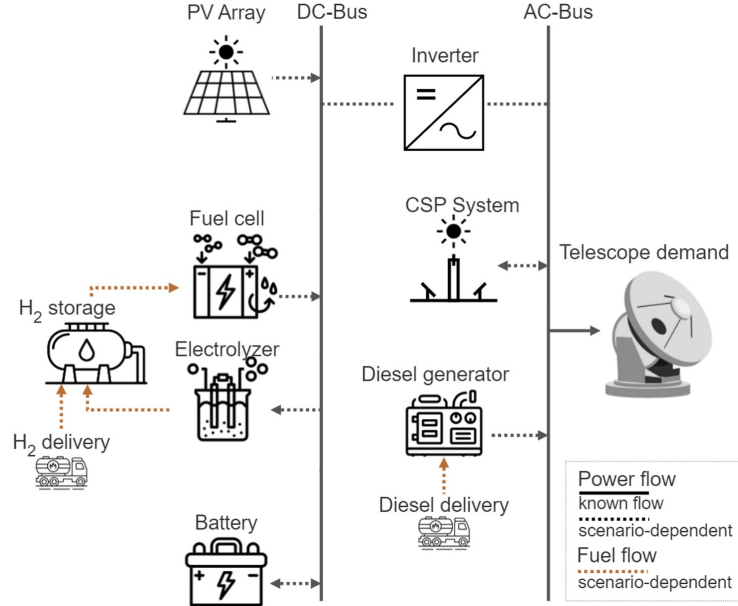 PV Array
DC-Bus
AC-Bus
Inverter
Fuel cell
CSP System
Telescope demand
H₂ storage
Electrolyzer
Diesel generator
H₂ delivery
Diesel delivery
Battery
Power flow
known flow
scenario-dependent
Fuel flow
scenario-dependent